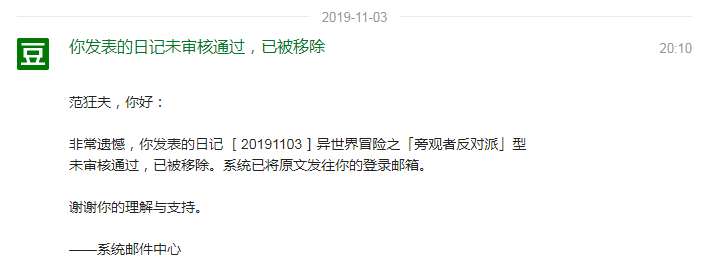 2019-11-03
豆
你发表的日记未审核通过，已被移除
20:10
范狂夫，你好：
非常遗憾，你发表的日记 [ 20191103 ] 异世界冒险之「旁观者反对派」型
未审核通过，已被移除。系统已将原文发往你的登录邮箱。
谢谢你的理解与支持。
——系统邮件中心